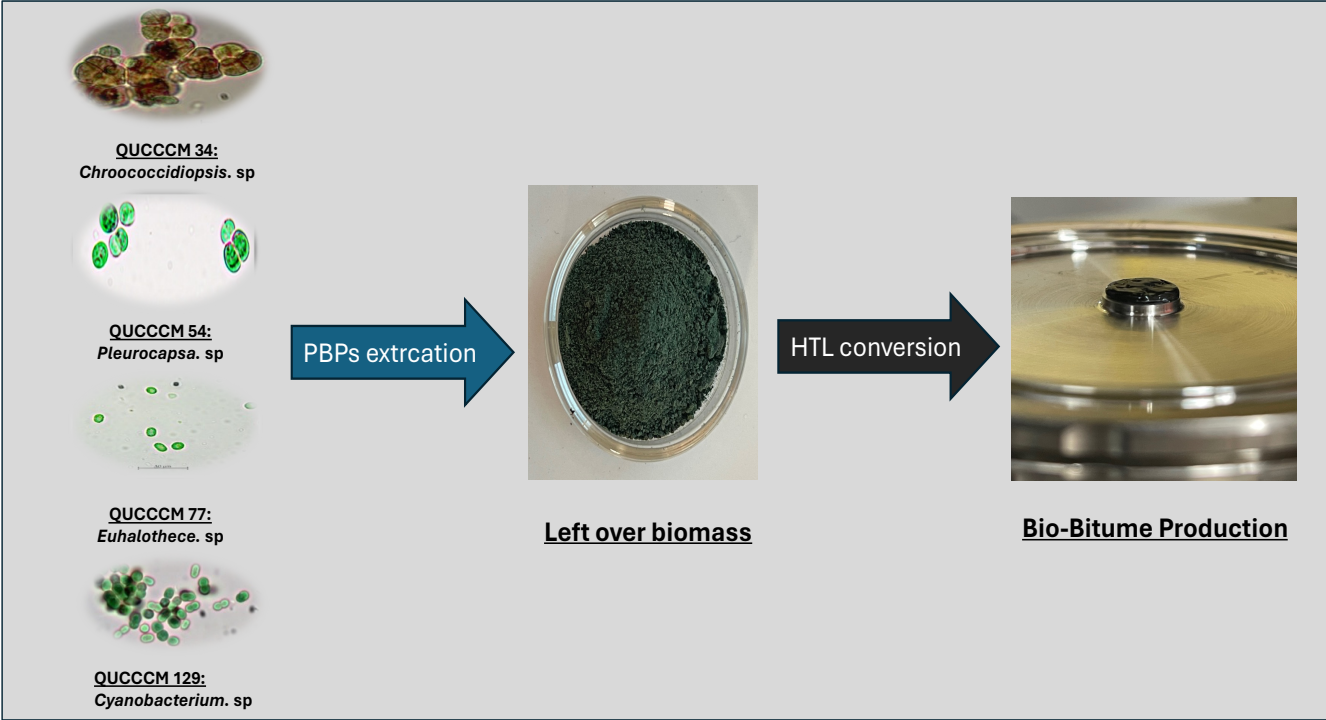 QUCCCM 34:
Chroococcidiopsis. sp
QUCCCM 54:
Pleurocapsa. sp
QUCCCM 77:
Euhalothece. sp
QUCCCM 129:
Cyanobacterium. sp
PBPs extrcation
Left over biomass
HTL conversion
Bio-Bitume Production